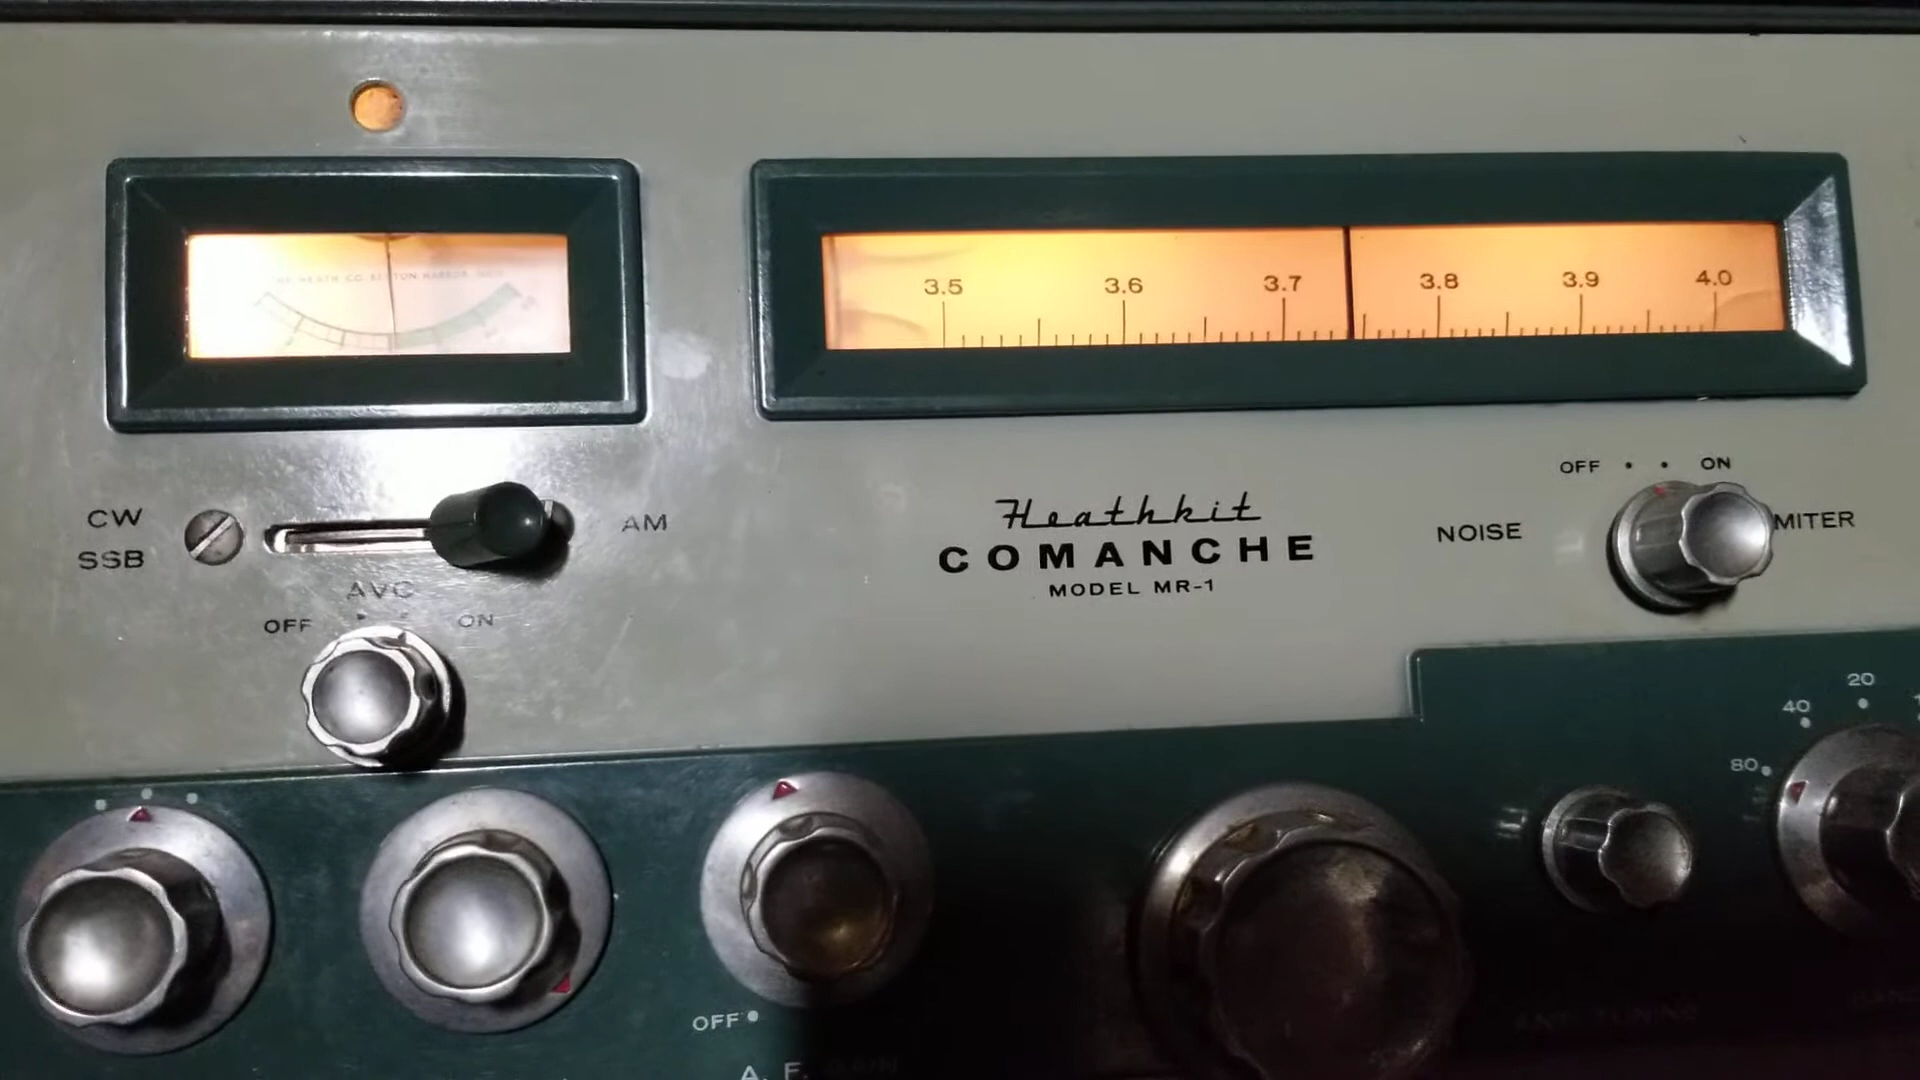 3.5 3.6 3.7 3.8 3.9 4.0
OFF ON
CW
SSB
AM
Heathkit
COMANCHE
MODEL MR-1
NOISE MITER
AVC
OFF ON
20
40
80
OFF
A. F.